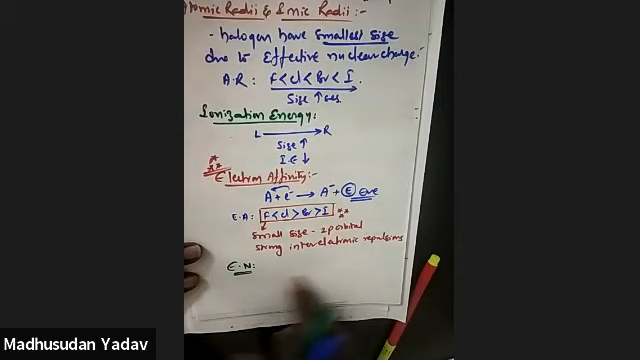 Atomic Radii & Ionic Radii :-
- halogen have smallest size
due to Effective nuclear charge :-
A.R : F < Cl < Br < I
Size ↑ses.
Ionization Energy :-
L → R
Size ↑
I.E ↓
Electron Affinity :-
A + e⁻ → A⁻ + E
E.A : F < Cl > Br > I
Small size - 2p orbital
strong interelectronic repulsions
E.N :
Madhusudan Yadav